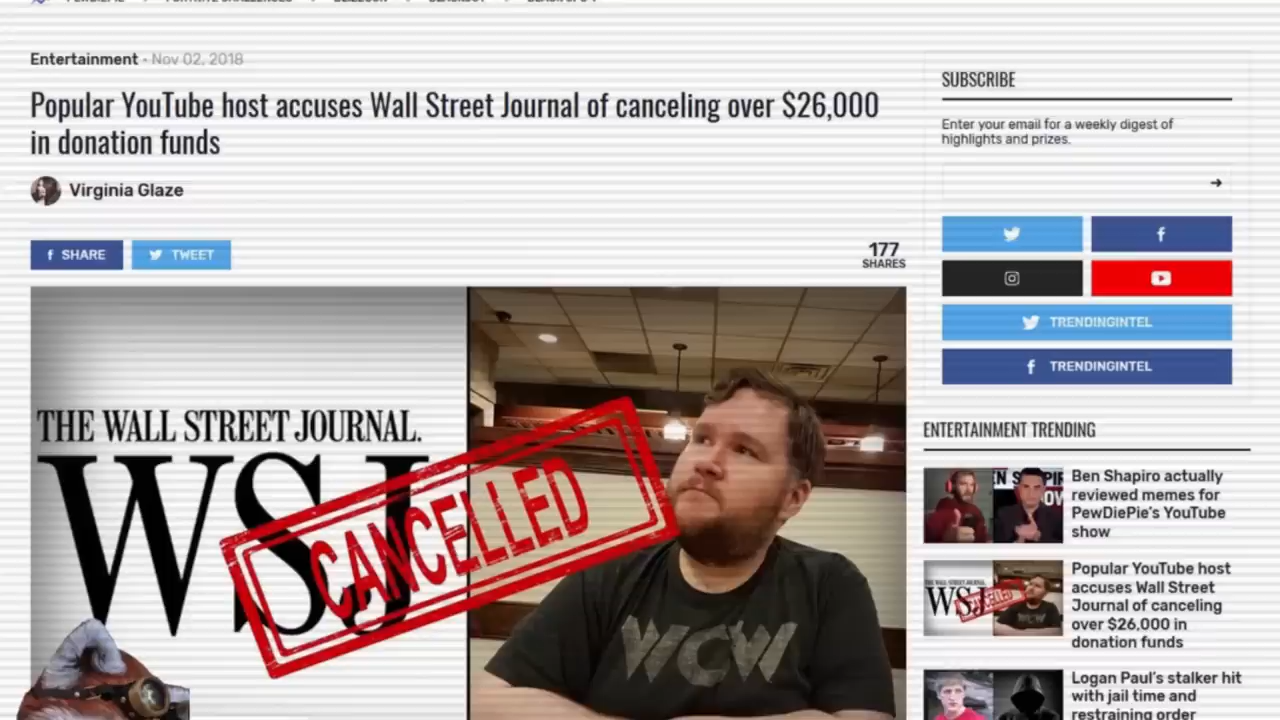 Entertainment - Nov 02, 2018
Popular YouTube host accuses Wall Street Journal of canceling over $26,000
in donation funds
Virginia Glaze
f SHARE
TWEET
177
SHARES
THE WALL STREET JOURNAL.
WSJ
CANCELLED
WCW
SUBSCRIBE
Enter your email for a weekly digest of
highlights and prizes.
TRENDINGINTEL
TRENDINGINTEL
ENTERTAINMENT TRENDING
Ben Shapiro actually
reviewed memes for
PewDiePie's YouTube
show
Popular YouTube host
accuses Wall Street
Journal of canceling
over $26,000 in
donation funds
Logan Paul's stalker hit
with jail time and
restraining order